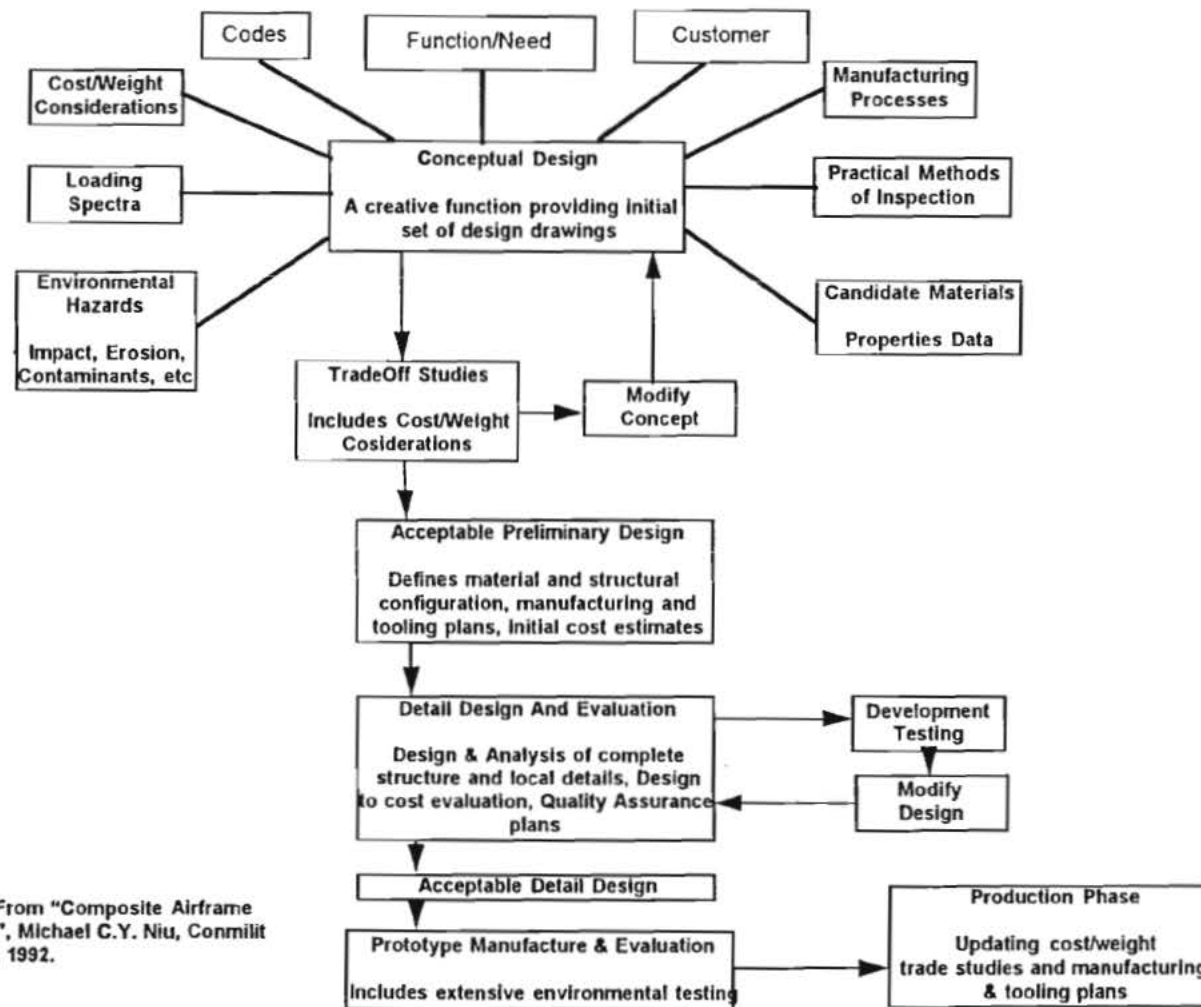 Codes
Function/Need
Customer
Cost/Weight
Considerations
Manufacturing
Processes
Conceptual Design
A creative function providing initial
set of design drawings
Loading
Spectra
Practical Methods
of Inspection
Environmental
Hazards
Impact, Erosion,
Contaminants, etc
Candidate Materials
Properties Data
TradeOff Studies
Includes Cost/Weight
Cosiderations
Modify
Concept
Acceptable Preliminary Design
Defines material and structural
configuration, manufacturing and
tooling plans, Initial cost estimates
Detail Design And Evaluation
Design & Analysis of complete
structure and local details, Design
to cost evaluation, Quality Assurance
plans
Development
Testing
Modify
Design
Acceptable Detail Design
Prototype Manufacture & Evaluation
Includes extensive environmental testing
Production Phase
Updating cost/weight
trade studies and manufacturing
& tooling plans
From "Composite Airframe
", Michael C.Y. Niu, Conmilit
1992.